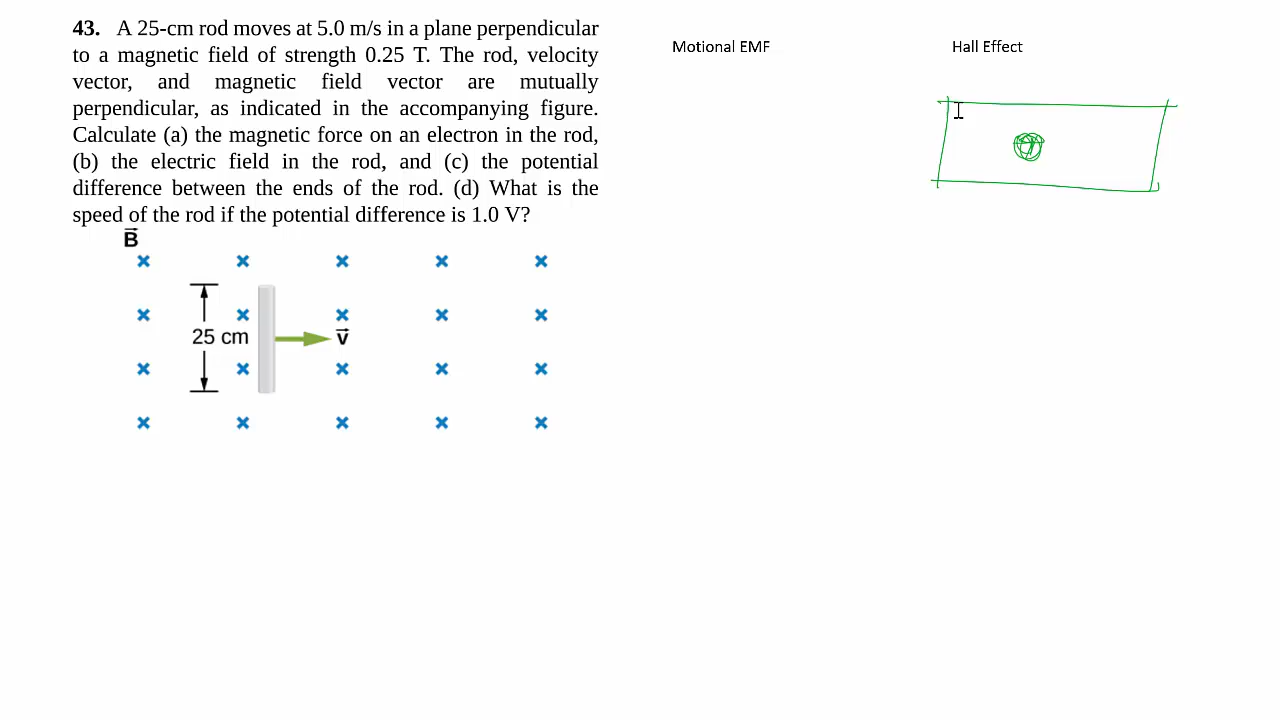 43. A 25-cm rod moves at 5.0 m/s in a plane perpendicular
to a magnetic field of strength 0.25 T. The rod, velocity
vector, and magnetic field vector are mutually
perpendicular, as indicated in the accompanying figure.
Calculate (a) the magnetic force on an electron in the rod,
(b) the electric field in the rod, and (c) the potential
difference between the ends of the rod. (d) What is the
speed of the rod if the potential difference is 1.0 V?
B⃗
25 cm
v⃗
Motional EMF
Hall Effect